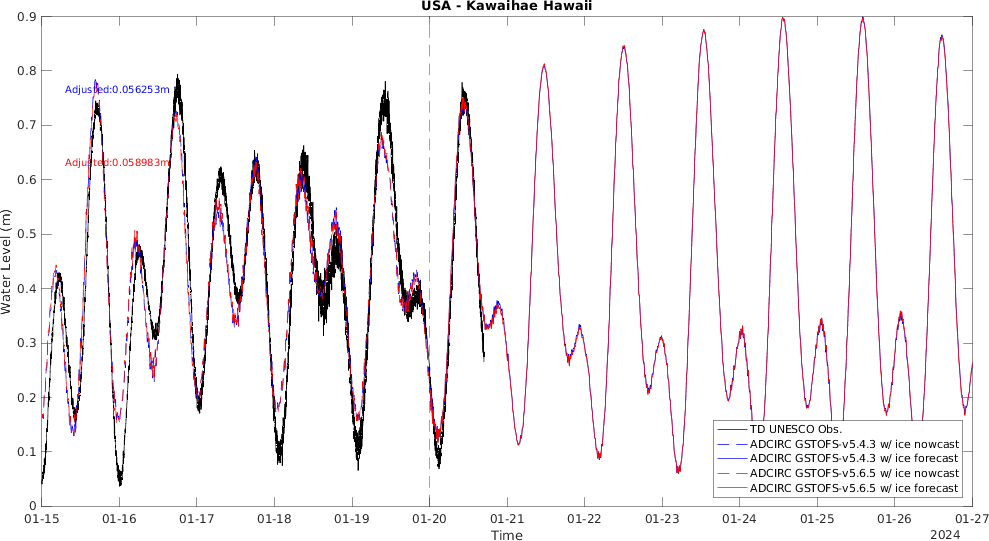 USA - Kawaihae Hawaii
0.9
0.8
0.7
0.6
0.5
0.4
0.3
0.2
0.1
0
Water Level (m)
Adjusted:0.056253m
Adjusted:0.058983m
TD UNESCO Obs.
ADCIRC GSTOFS-v5.4.3 w/ ice nowcast
ADCIRC GSTOFS-v5.4.3 w/ ice forecast
ADCIRC GSTOFS-v5.6.5 w/ ice nowcast
ADCIRC GSTOFS-v5.6.5 w/ ice forecast
01-15 01-16 01-17 01-18 01-19 01-20 01-21 01-22 01-23 01-24 01-25 01-26 01-27
Time
2024